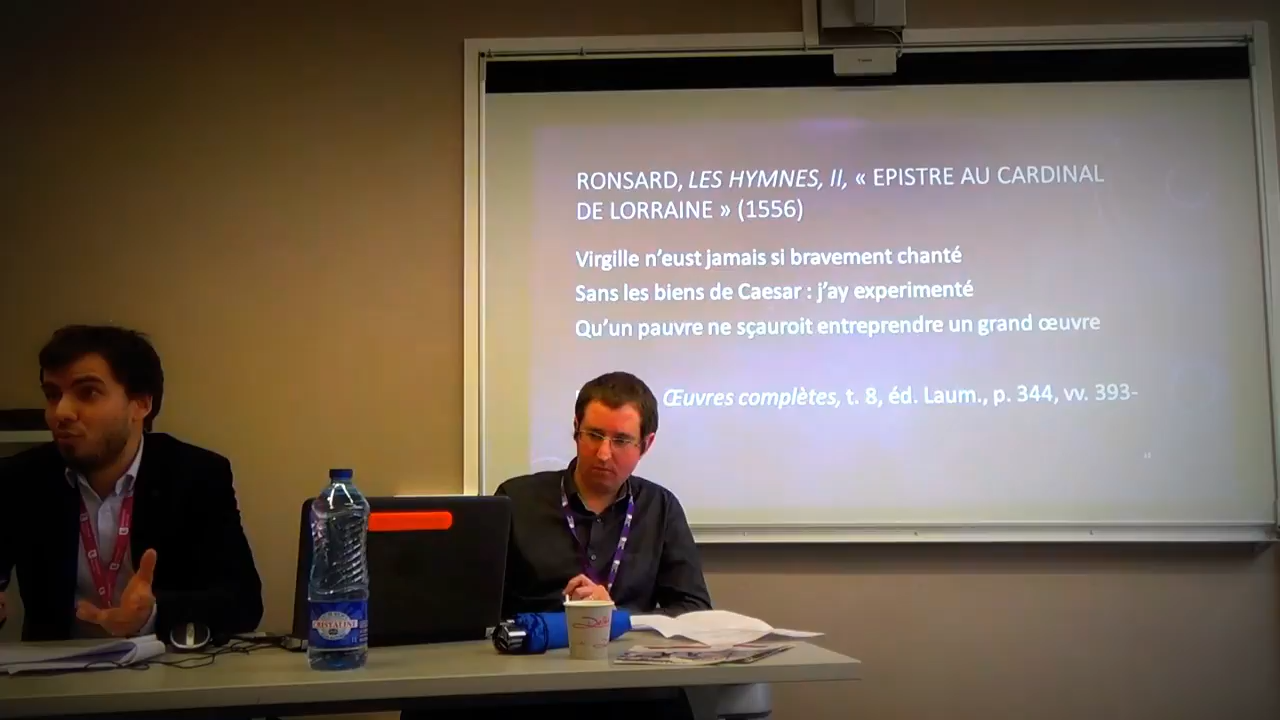 RONSARD, LES HYMNES, II, « EPISTRE AU CARDINAL
DE LORRAINE » (1556)
Virgille n'eust jamais si bravement chanté
Sans les biens de Caesar : j'ay experimenté
Qu'un pauvre ne sçauroit entreprendre un grand œuvre
Œuvres complètes, t. 8, éd. Laum., p. 344, vv. 393-
CRISTALINE